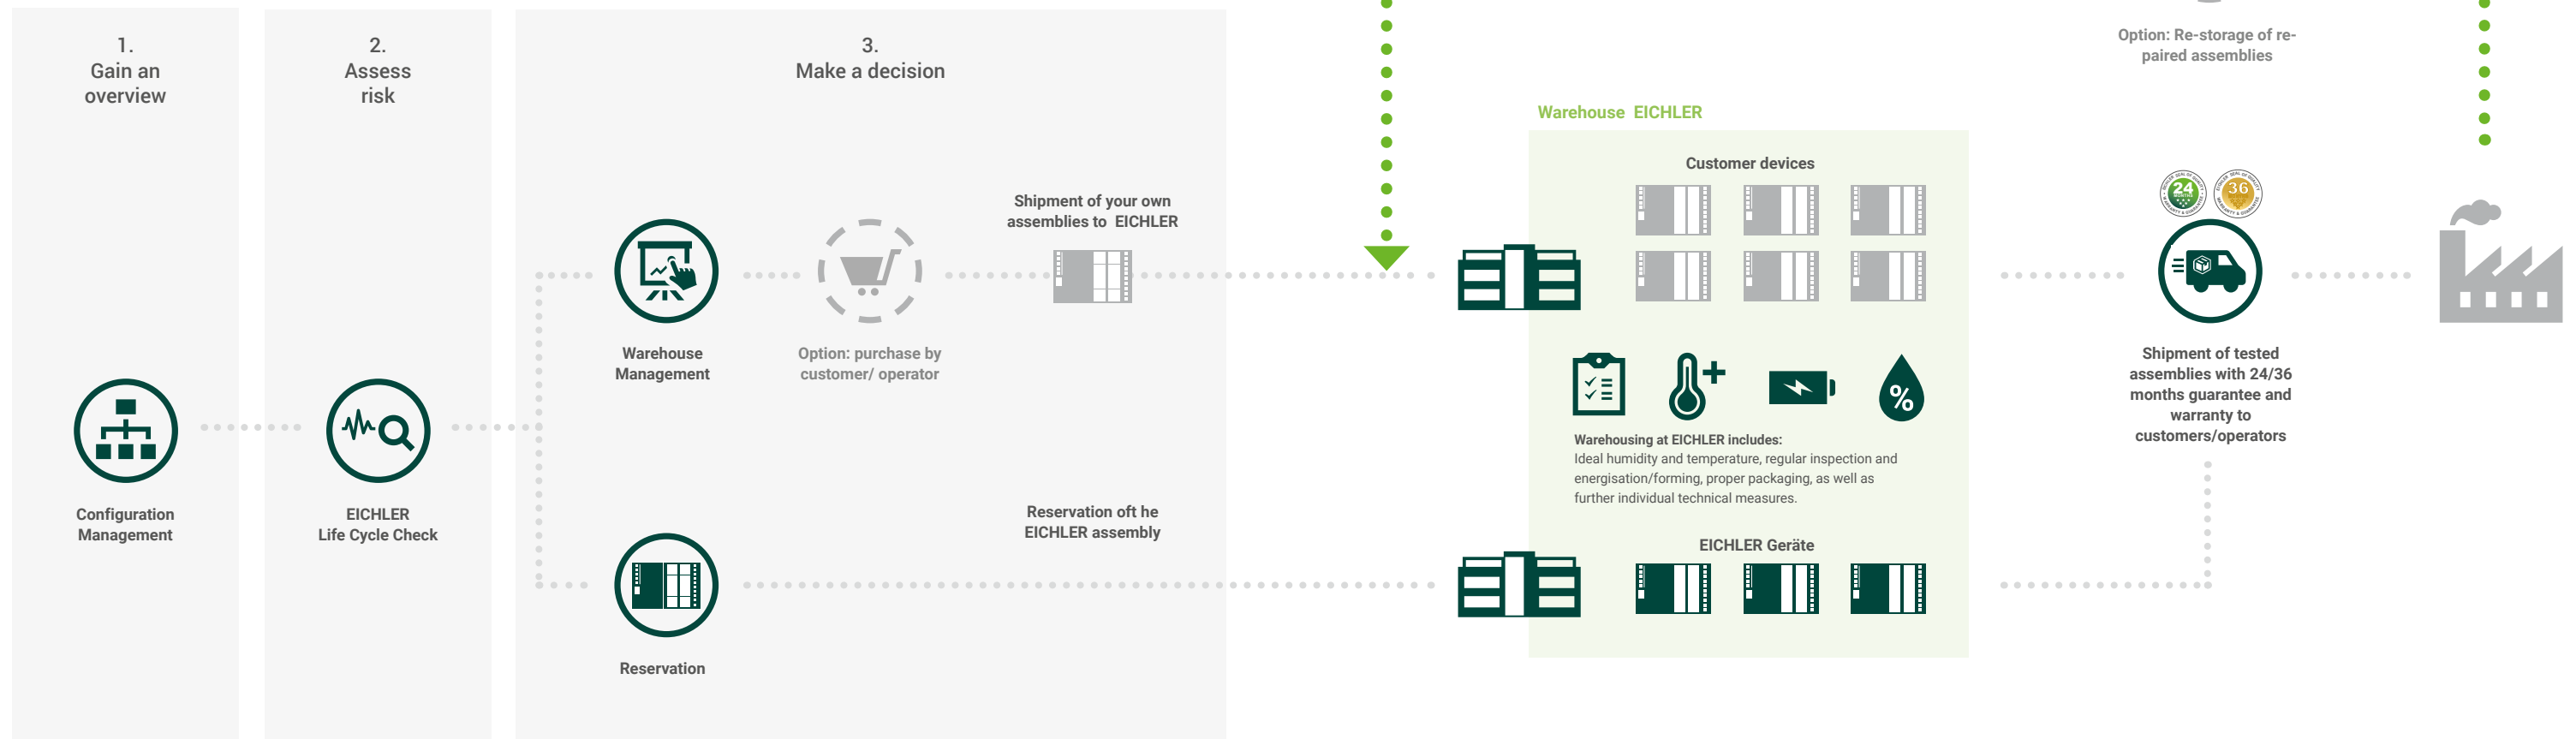 1.
Gain an
overview
Configuration
Management
2.
Assess
risk
EICHLER
Life Cycle Check
3.
Make a decision
Warehouse
Management
Option: purchase by
customer/ operator
Shipment of your own
assemblies to EICHLER
Reservation
Reservation oft he
EICHLER assembly
Warehouse EICHLER
Customer devices
%
Warehousing at EICHLER includes:
Ideal humidity and temperature, regular inspection and
energisation/forming, proper packaging, as well as
further individual technical measures.
EICHLER Geräte
Option: Re-storage of re-
paired assemblies
24
36
Shipment of tested
assemblies with 24/36
months guarantee and
warranty to
customers/operators